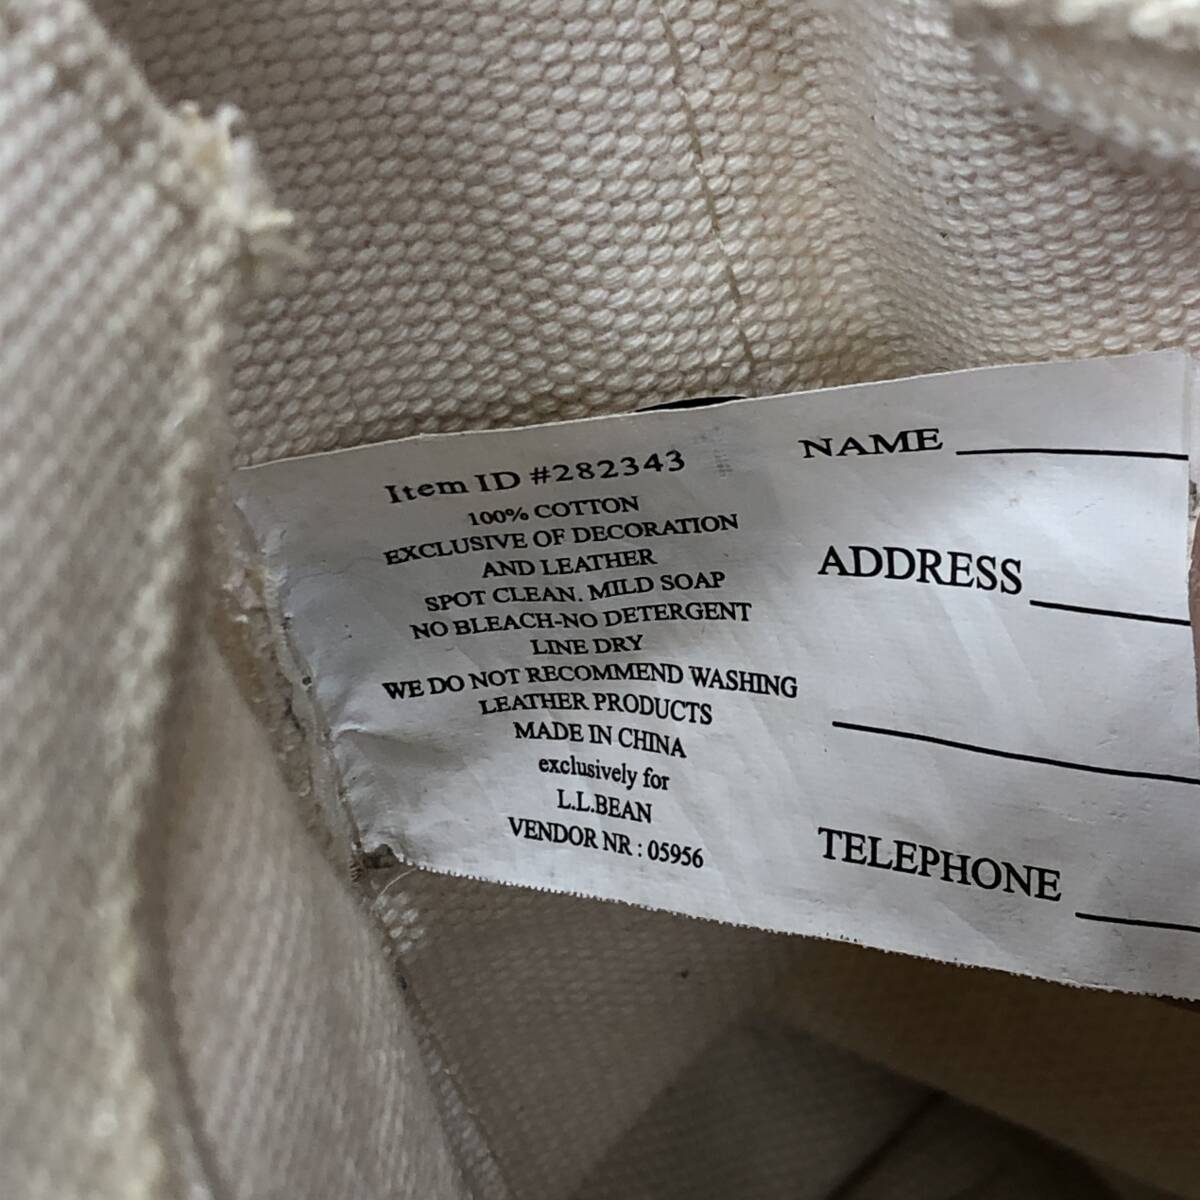 Item ID #282343
100% COTTON
EXCLUSIVE OF DECORATION
AND LEATHER
SPOT CLEAN. MILD SOAP
NO BLEACH-NO DETERGENT
LINE DRY
WE DO NOT RECOMMEND WASHING
LEATHER PRODUCTS
MADE IN CHINA
exclusively for
L.L.BEAN
VENDOR NR : 05956
NAME
ADDRESS
TELEPHONE